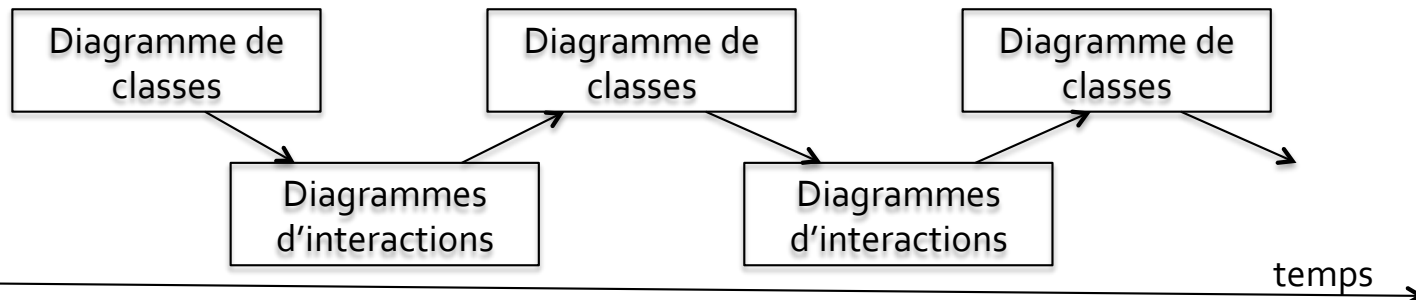 Diagramme de
classes
Diagramme de
classes
Diagramme de
classes
Diagrammes
d’interactions
Diagrammes
d’interactions
temps